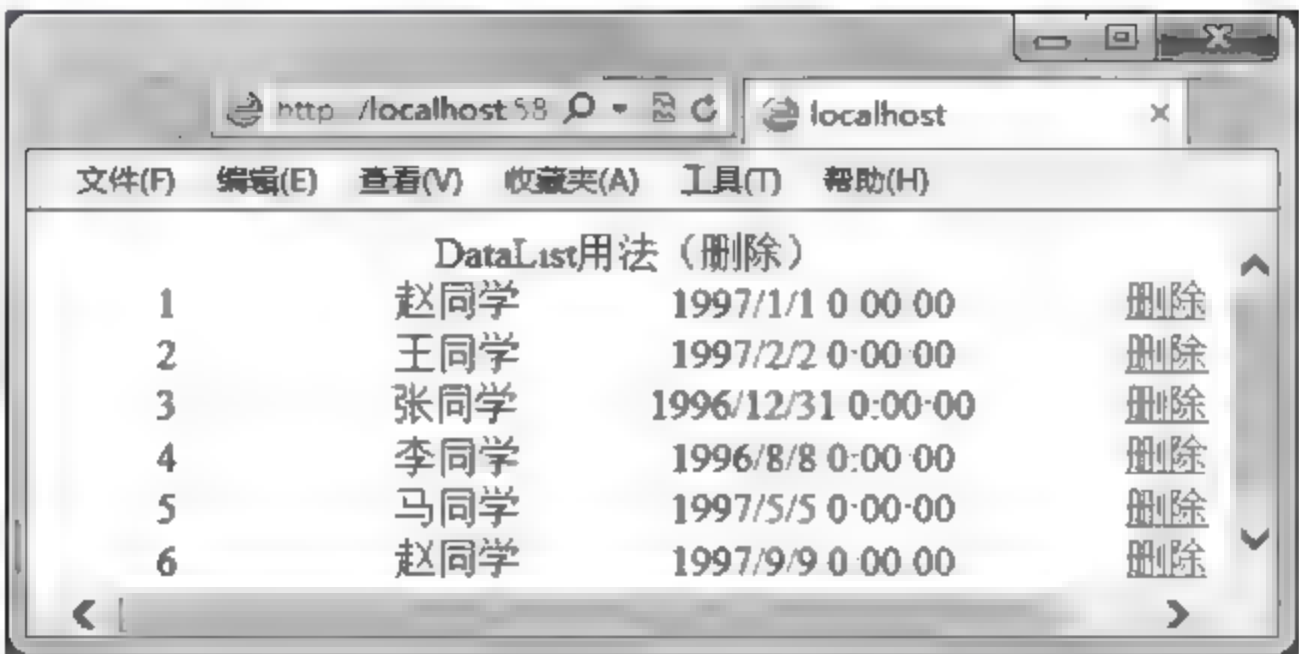 http /localhost:58 localhost
文件(F) 编辑(E) 查看(V) 收藏夹(A) 工具(T) 帮助(H)
DataList用法（删除）
1 赵同学 1997/1/1 0:00:00 删除
2 王同学 1997/2/2 0:00:00 删除
3 张同学 1996/12/31 0:00:00 删除
4 李同学 1996/8/8 0:00:00 删除
5 马同学 1997/5/5 0:00:00 删除
6 赵同学 1997/9/9 0:00:00 删除